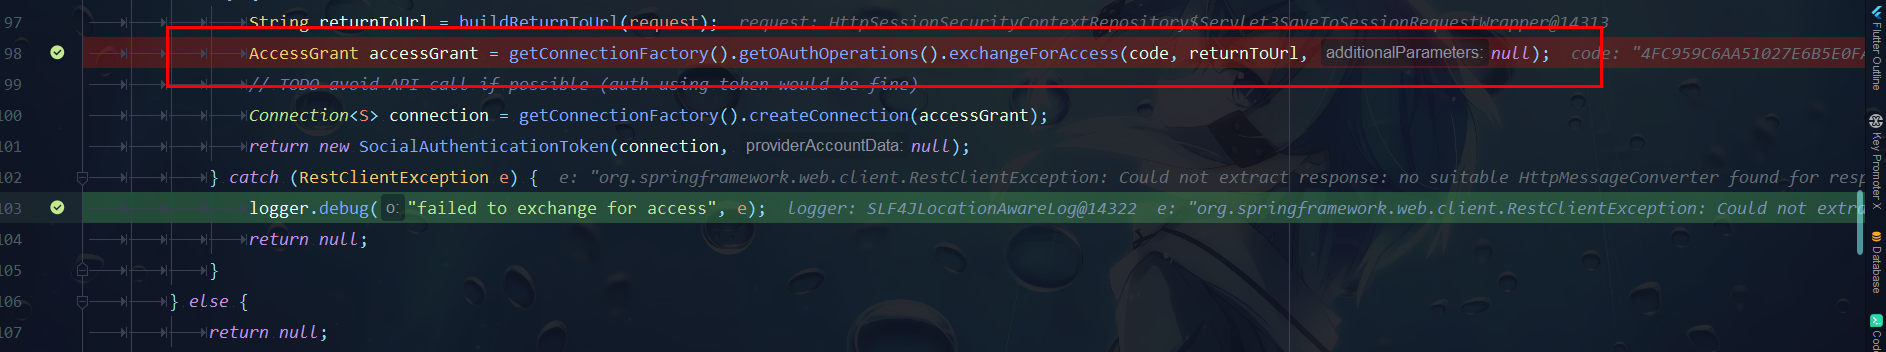 97 String returnToUrl = buildReturnToUrl(request); request: HttpSessionSecurityContextRepository$Servlet3SaveToSessionRequestWrapper@14313
98 AccessGrant accessGrant = getConnectionFactory().getOAuthOperations().exchangeForAccess(code, returnToUrl, additionalParameters: null); code: "4FC959C6AA51027E6B5E0FA
99 // TODO avoid API call if possible (auth using token would be fine)
100 Connection<S> connection = getConnectionFactory().createConnection(accessGrant);
101 return new SocialAuthenticationToken(connection, providerAccountData: null);
102 } catch (RestClientException e) { e: "org.springframework.web.client.RestClientException: Could not extract response: no suitable HttpMessageConverter found for resp
103 logger.debug( o: "failed to exchange for access", e); logger: SLF4JLocationAwareLog@14322 e: "org.springframework.web.client.RestClientException: Could not extra
104 return null;
105 }
106 } else {
107 return null;
Flutter Outline
Key Promoter X
Database
Code